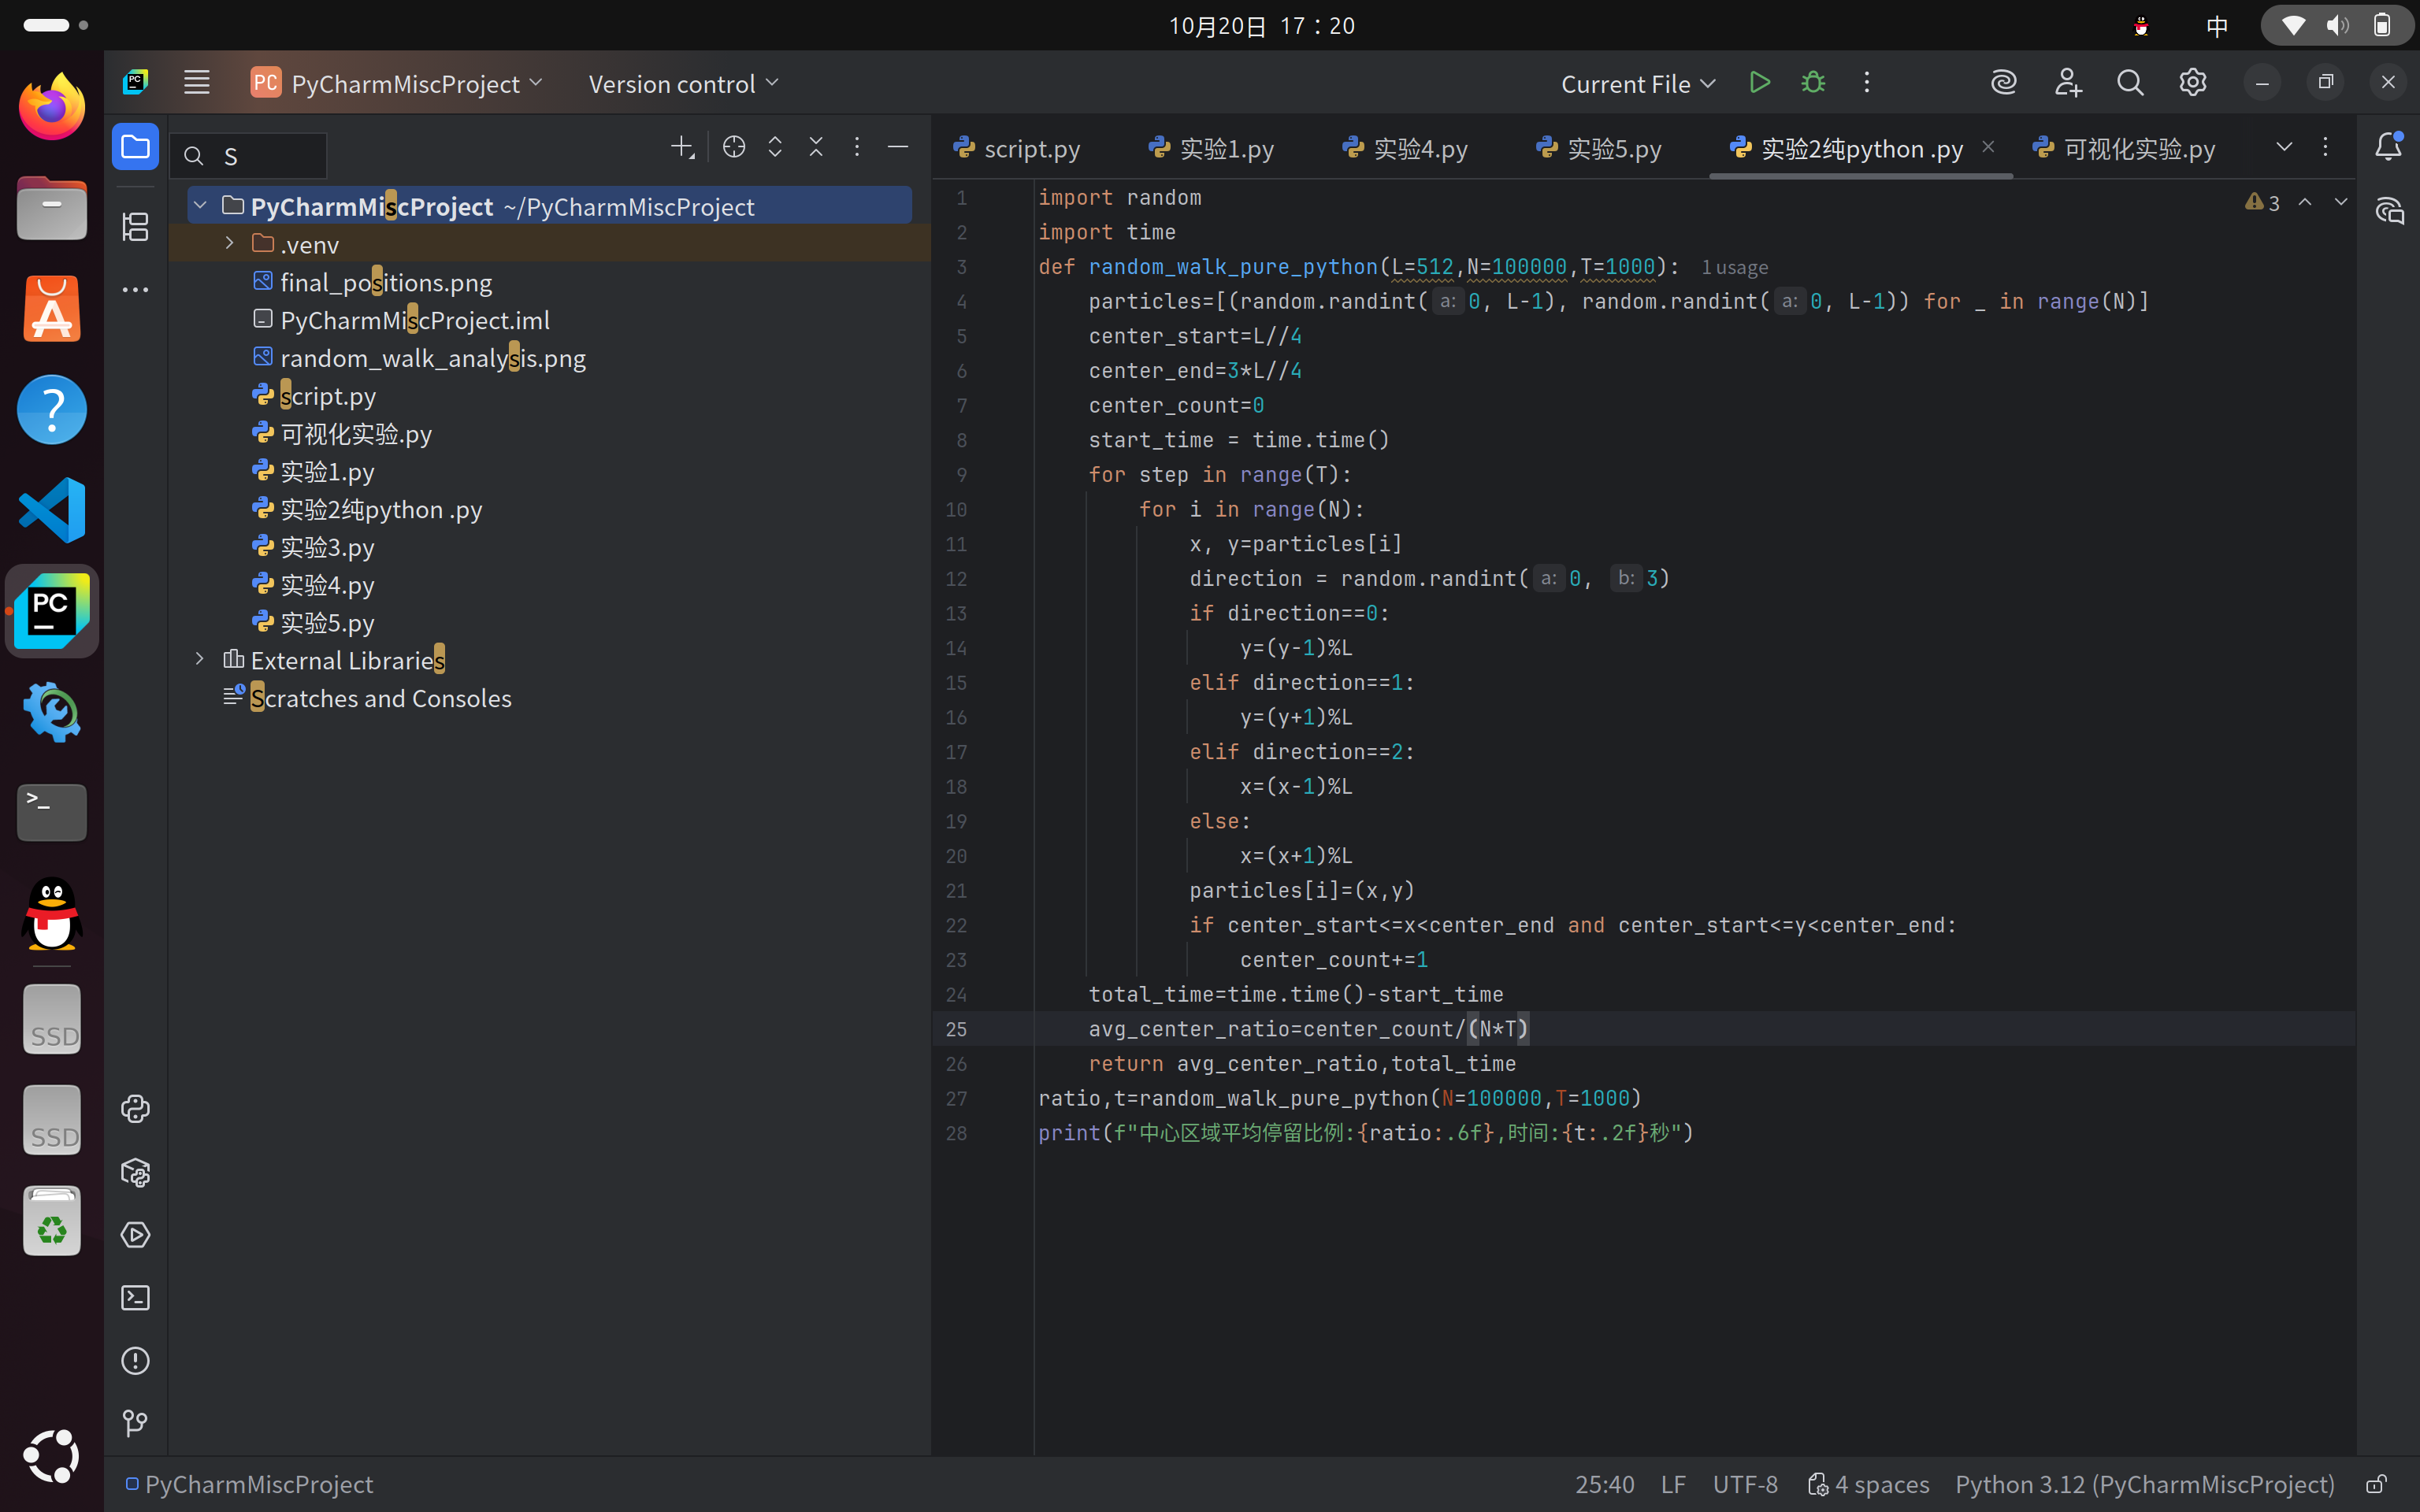 10月20日 17：20
中
PC PyCharmMiscProject
Version control
Current File
S
script.py
实验1.py
实验4.py
实验5.py
实验2纯python .py
可视化实验.py
PyCharmMiscProject ~/PyCharmMiscProject
.venv
final_positions.png
PyCharmMiscProject.iml
random_walk_analysis.png
script.py
可视化实验.py
实验1.py
实验2纯python .py
实验3.py
实验4.py
实验5.py
External Libraries
Scratches and Consoles
3
1 import random
2 import time
3 def random_walk_pure_python(L=512,N=100000,T=1000): 1 usage
4 particles=[(random.randint(a: 0, L-1), random.randint(a: 0, L-1)) for _ in range(N)]
5 center_start=L//4
6 center_end=3*L//4
7 center_count=0
8 start_time = time.time()
9 for step in range(T):
10 for i in range(N):
11 x, y=particles[i]
12 direction = random.randint(a: 0, b: 3)
13 if direction==0:
14 y=(y-1)%L
15 elif direction==1:
16 y=(y+1)%L
17 elif direction==2:
18 x=(x-1)%L
19 else:
20 x=(x+1)%L
21 particles[i]=(x,y)
22 if center_start<=x<center_end and center_start<=y<center_end:
23 center_count+=1
24 total_time=time.time()-start_time
25 avg_center_ratio=center_count/(N*T)
26 return avg_center_ratio,total_time
27 ratio,t=random_walk_pure_python(N=100000,T=1000)
28 print(f"中心区域平均停留比例:{ratio:.6f},时间:{t:.2f}秒")
PC
SSD
SSD
PyCharmMiscProject
25:40
LF
UTF-8
4 spaces
Python 3.12 (PyCharmMiscProject)